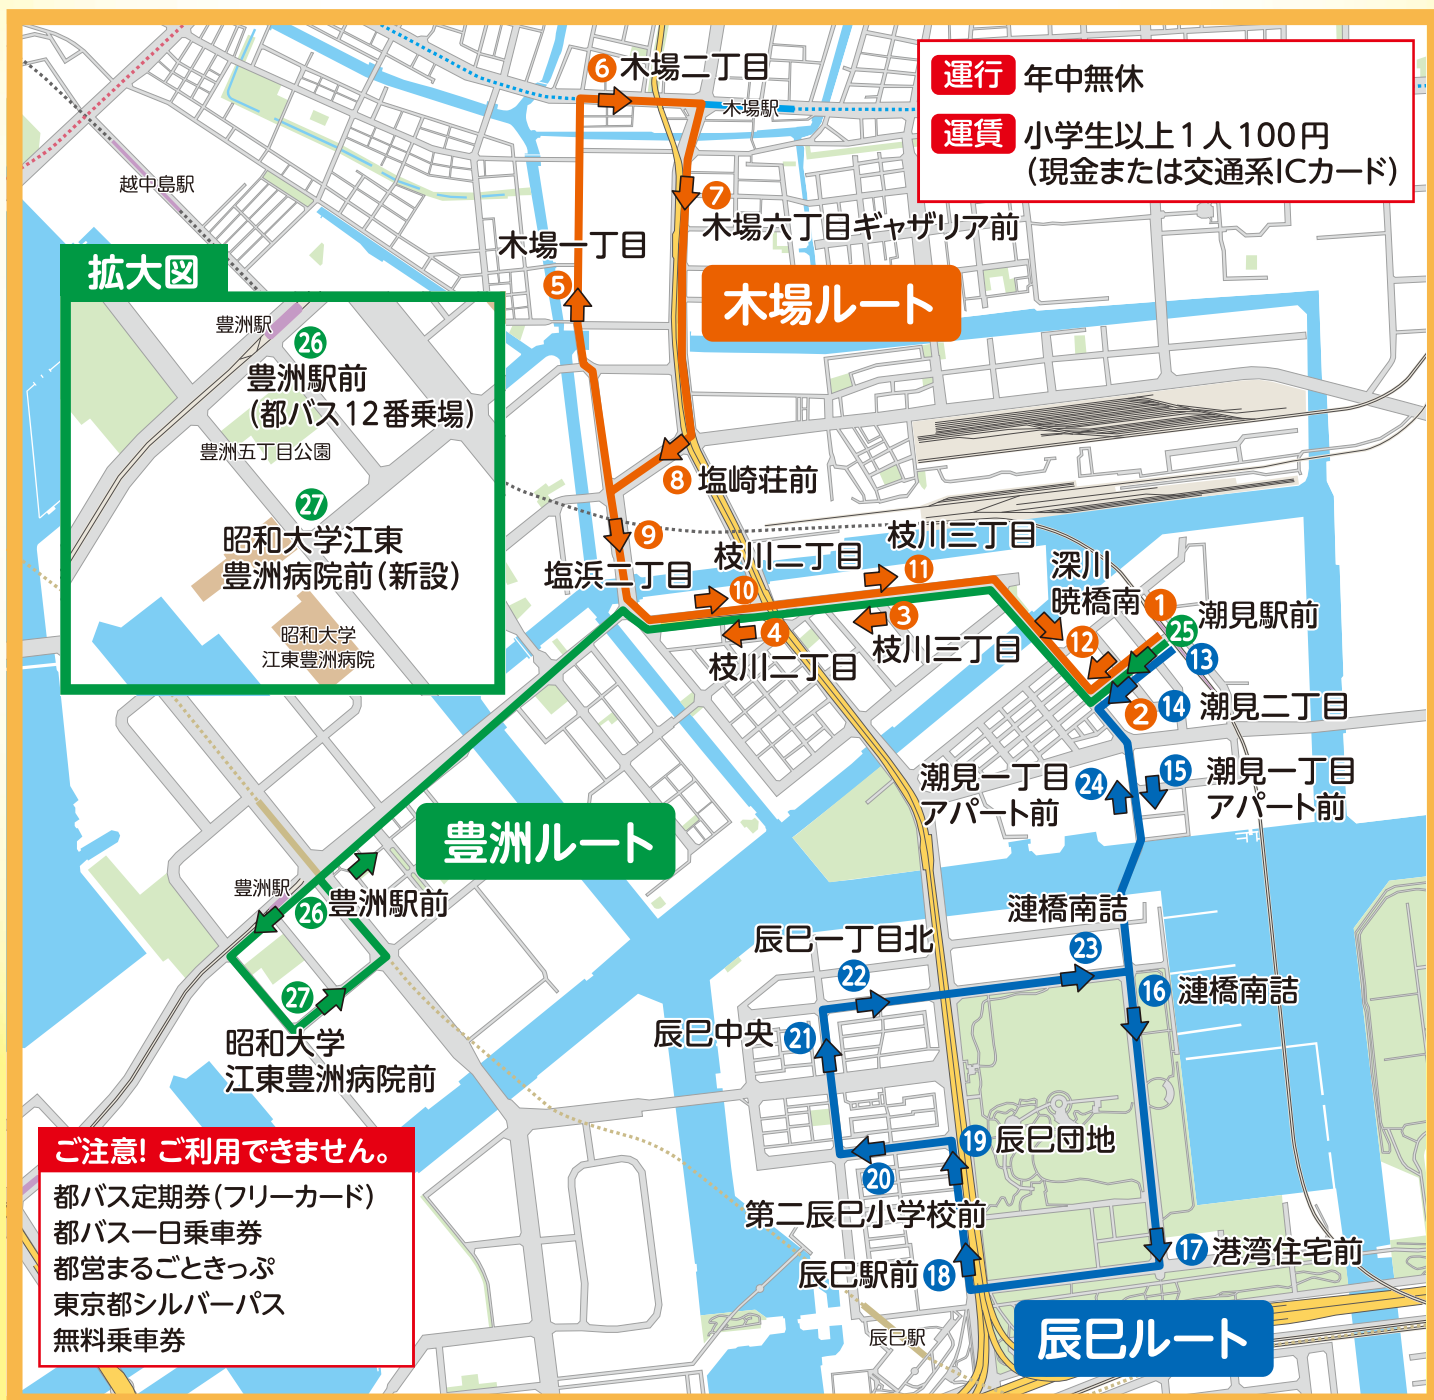 運行 年中無休
運賃 小学生以上1人100円
(現金または交通系ICカード)
6 木場二丁目
木場駅
越中島駅
7
木場六丁目ギャザリア前
木場一丁目
5
木場ルート
拡大図
豊洲駅
26
豊洲駅前
(都バス12番乗場)
豊洲五丁目公園
27
昭和大学江東
豊洲病院前(新設)
昭和大学
江東豊洲病院
8 塩崎荘前
9
塩浜二丁目
枝川二丁目
10
枝川三丁目
11
深川
暁橋南
12
1
潮見駅前
25
13
3
枝川三丁目
4
枝川二丁目
2
14 潮見二丁目
潮見一丁目
アパート前
24
15 潮見一丁目
アパート前
豊洲ルート
豊洲駅
26 豊洲駅前
27
昭和大学
江東豊洲病院前
漣橋南詰
23
辰巳一丁目北
22
16 漣橋南詰
辰巳中央 21
19 辰巳団地
20
第二辰巳小学校前
辰巳駅前 18
17 港湾住宅前
辰巳駅
辰巳ルート
ご注意! ご利用できません。
都バス定期券(フリーカード)
都バス一日乗車券
都営まるごときっぷ
東京都シルバーパス
無料乗車券